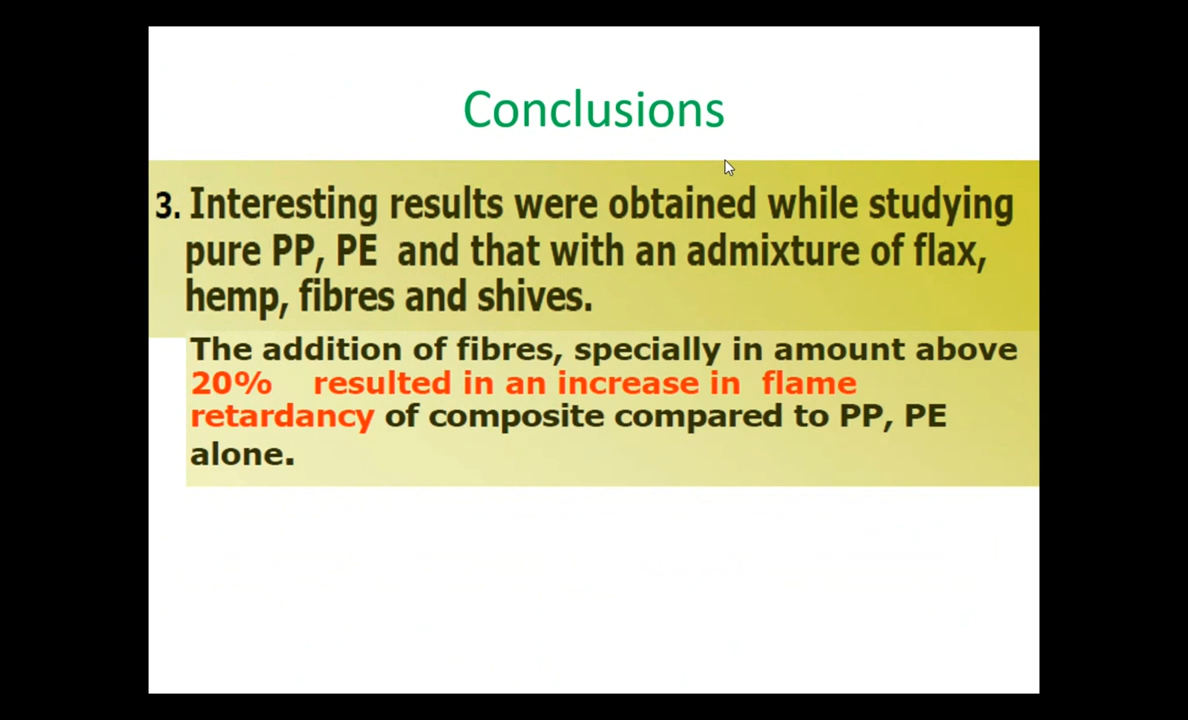 Conclusions
3. Interesting results were obtained while studying
pure PP, PE and that with an admixture of flax,
hemp, fibres and shives.
The addition of fibres, specially in amount above
20% resulted in an increase in flame
retardancy of composite compared to PP, PE
alone.